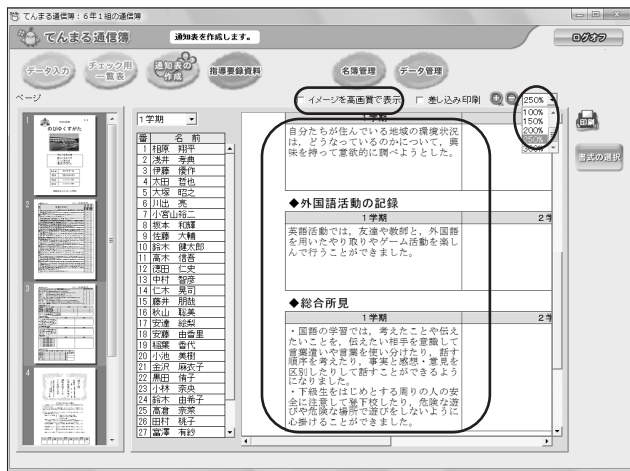 てんまる通信簿：6年1組の通信簿
てんまる通信簿
通知表を作成します。
ログオフ
データ入力
チェック用
一覧表
通知表の
作成
指導要録資料
名簿管理
データ管理
ページ
イメージを高画質で表示
差し込み印刷
250%
100%
150%
200%
印刷
書式の選択
1学期
番 名 前
1 相原 翔平
2 浅井 孝典
3 伊藤 優作
4 太田 哲也
5 大塚 昭之
6 川出 亮
7 小宮山裕二
8 坂本 和輝
9 佐藤 大輔
10 鈴木 健太郎
11 高木 信吾
12 徳田 仁史
13 中村 智彦
14 仁木 晃司
15 藤井 朋哉
16 秋山 聡美
17 安達 絵梨
18 安藤 由香里
19 稲葉 香代
20 小池 美樹
21 金沢 麻衣子
22 黒田 侑子
23 小林 奈央
24 鈴木 由希子
25 高倉 奈菜
26 田村 桃子
27 富澤 有紗
1
のびゆくすがた
2
3
4
1学期
自分たちが住んでいる地域の環境状況
は，どうなっているのかについて，興
味を持って意欲的に調べようとした。
◆外国語活動の記録
1学期
2学
英語活動では，友達や教師と，外国語
を用いたやり取りやゲーム活動を楽し
んで行うことができました。
◆総合所見
1学期
2学
・国語の学習では，考えたことや伝え
たいことを，伝えたい相手を意識して
言葉遣いや言葉を使い分けたり，話す
順序を考えたり，事実と感想・意見を
区別したりして話すことができるよう
になりました。
・下級生をはじめとする周りの人の安
全に注意して登下校したり，危険な遊
びや危険な場所で遊びをしないように
心掛けることができました。